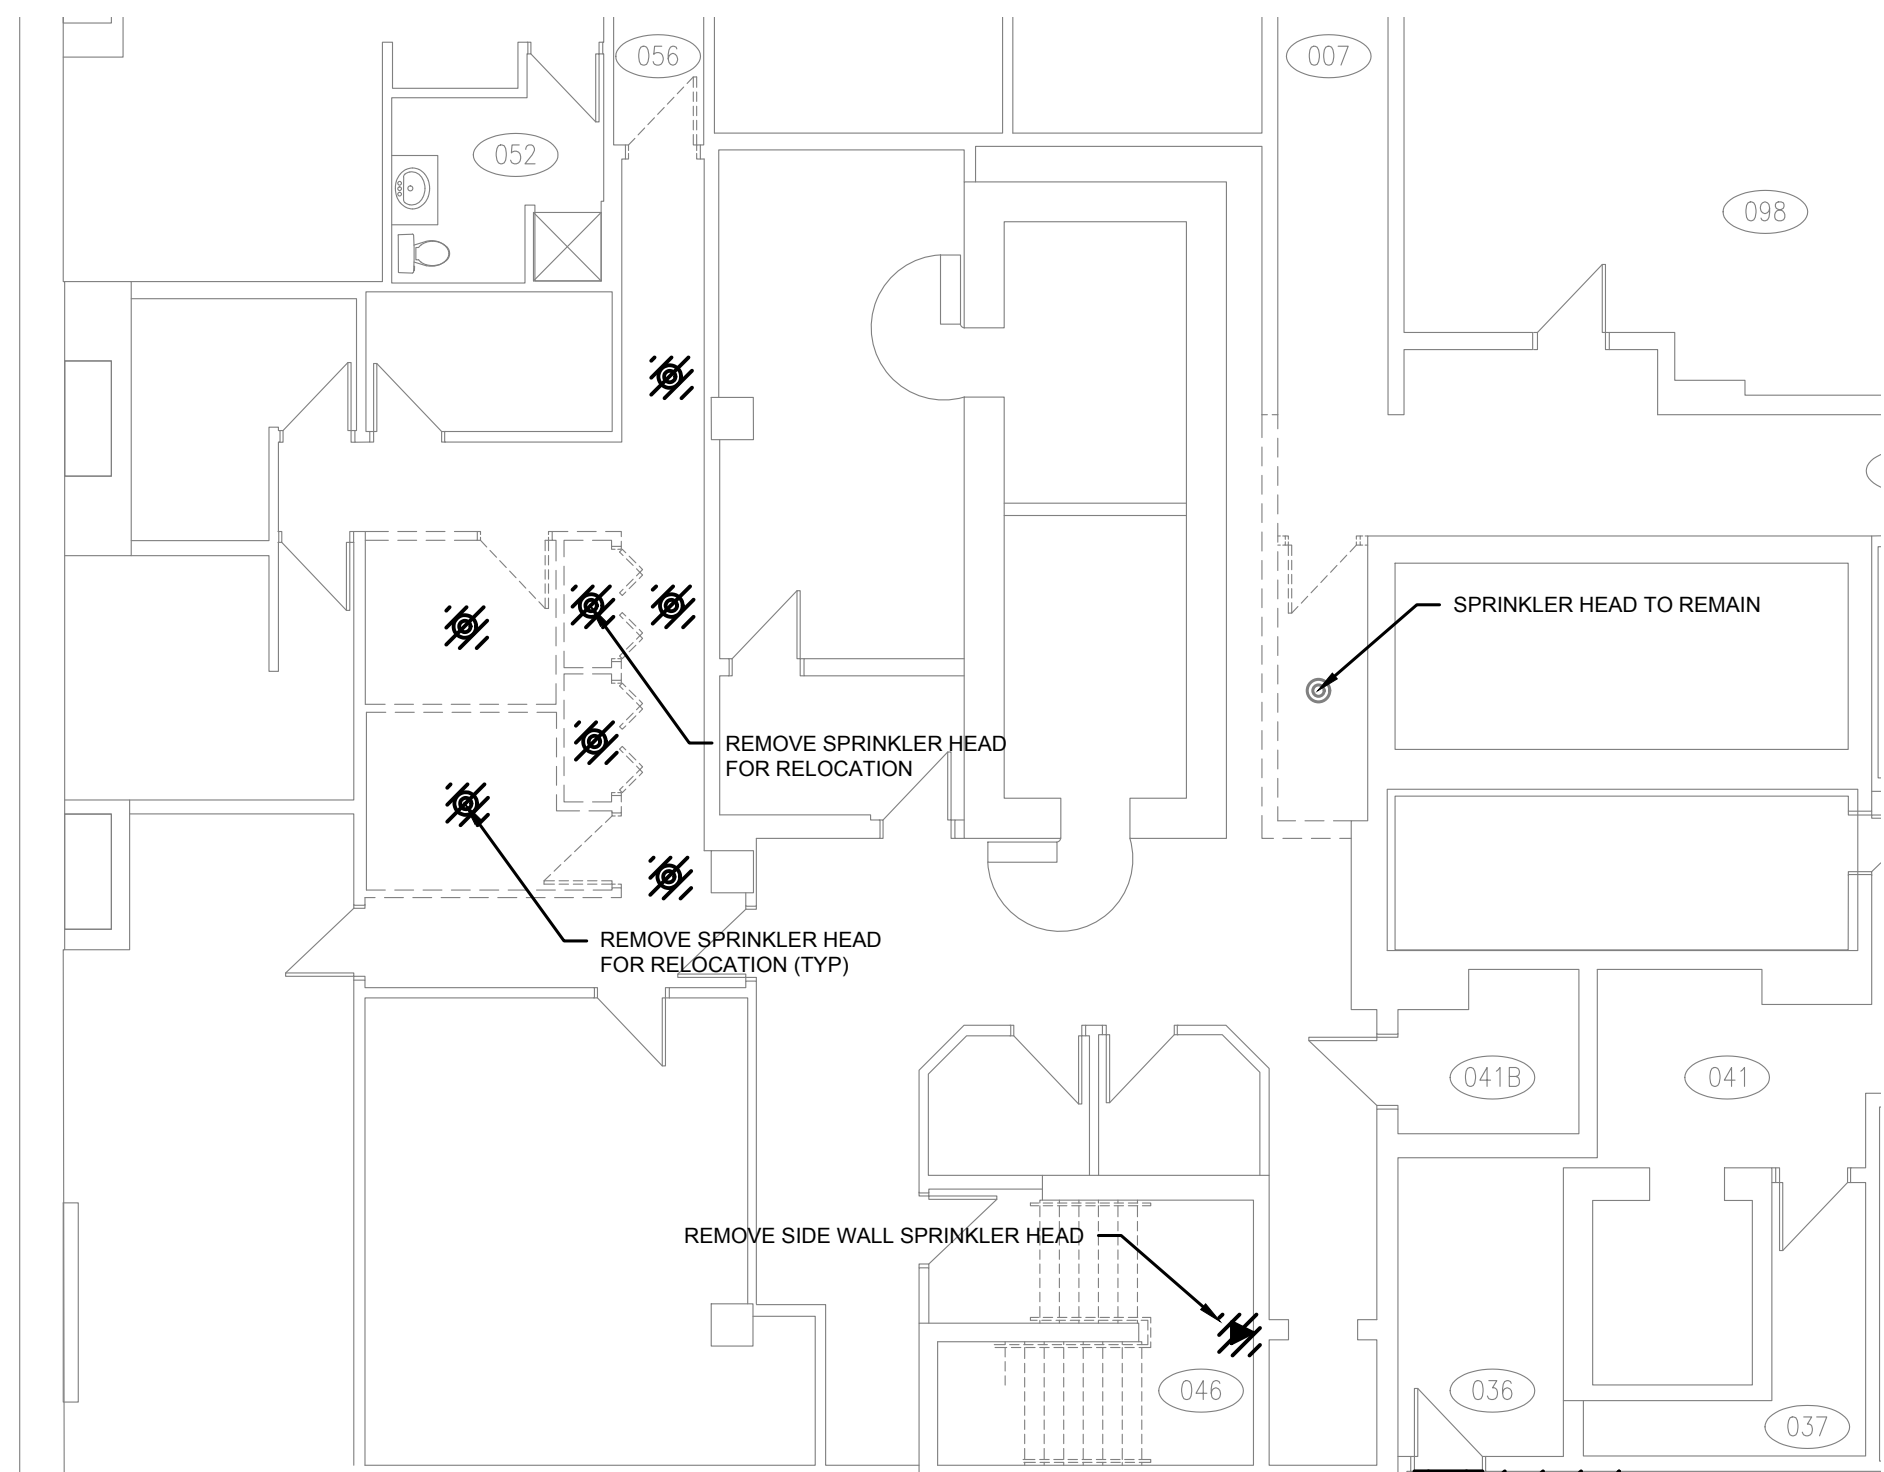 056
007
052
098
SPRINKLER HEAD TO REMAIN
REMOVE SPRINKLER HEAD
FOR RELOCATION
REMOVE SPRINKLER HEAD
FOR RELOCATION (TYP)
041B
041
REMOVE SIDE WALL SPRINKLER HEAD
046
036
037